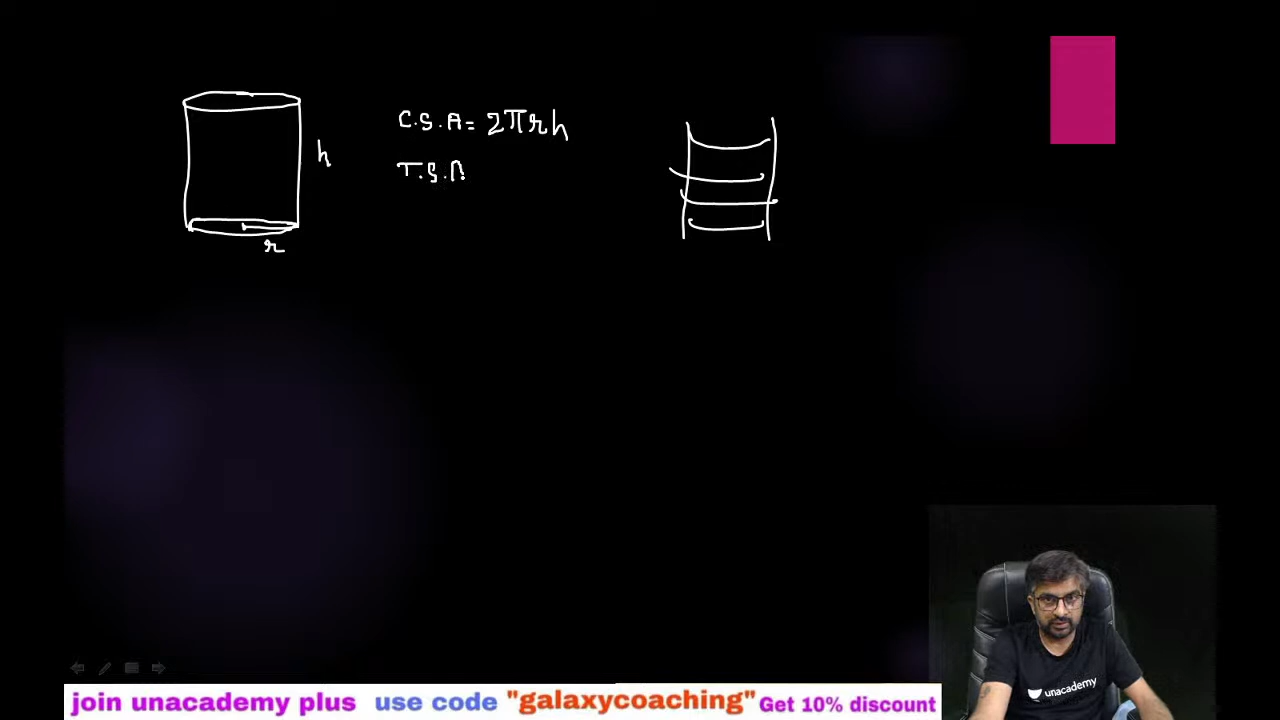 C.S.A = 2πrh
h
T.S.A
r
unacademy
join unacademy plus use code "galaxycoaching" Get 10% discount